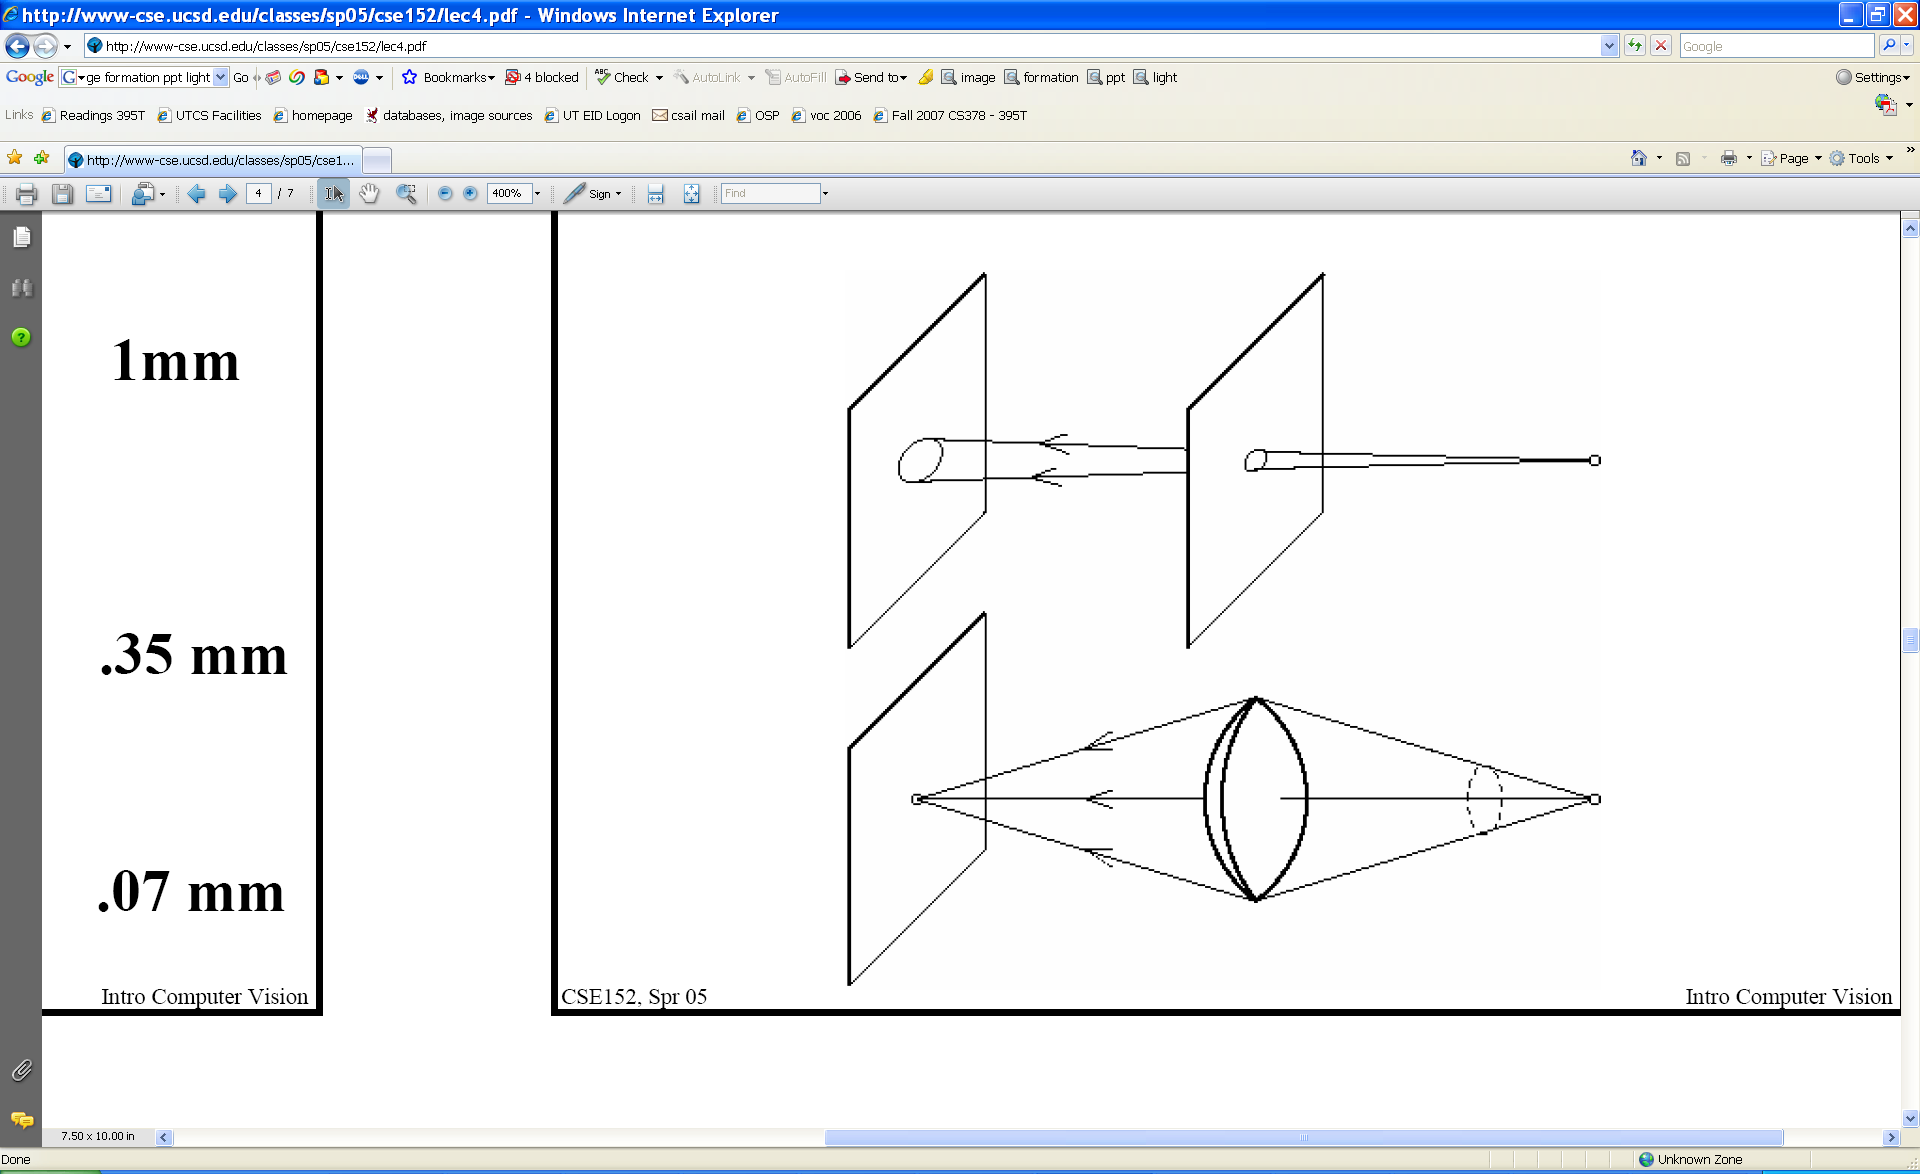 http://www-cse.ucsd.edu/classes/sp05/cse152/lec4.pdf - Windows Internet Explorer
http://www-cse.ucsd.edu/classes/sp05/cse152/lec4.pdf
Google
Google G ge formation ppt light Go Bookmarks 4 blocked ABC Check AutoLink AutoFill Send to image formation ppt light Settings
Links Readings 395T UTCS Facilities homepage databases, image sources UT EID Logon csail mail OSP voc 2006 Fall 2007 CS378 - 395T
http://www-cse.ucsd.edu/classes/sp05/cse1... Page Tools »
4 / 7 400% Sign Find
1mm
.35 mm
.07 mm
Intro Computer Vision
CSE152, Spr 05 Intro Computer Vision
7.50 x 10.00 in
Done Unknown Zone